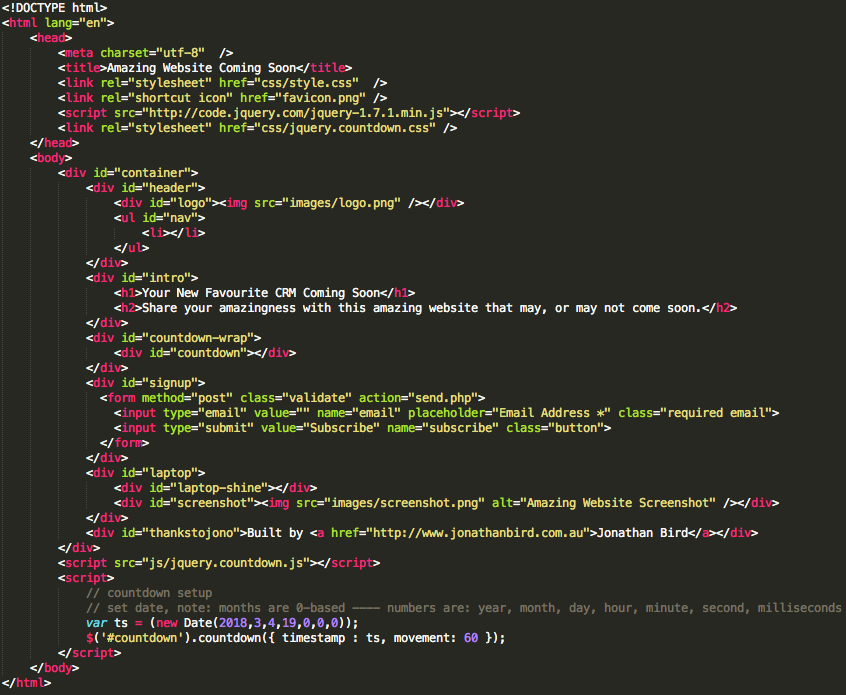 <!DOCTYPE html>
<html lang="en">
<head>
<meta charset="utf-8"  />
<title>Amazing Website Coming Soon</title>
<link rel="stylesheet" href="css/style.css"  />
<link rel="shortcut icon" href="favicon.png" />
<script src="http://code.jquery.com/jquery-1.7.1.min.js"></script>
<link rel="stylesheet" href="css/jquery.countdown.css" />
</head>
<body>
<div id="container">
<div id="header">
<div id="logo"><img src="images/logo.png" /></div>
<ul id="nav">
<li></li>
</ul>
</div>
<div id="intro">
<h1>Your New Favourite CRM Coming Soon</h1>
<h2>Share your amazingness with this amazing website that may, or may not come soon.</h2>
</div>
<div id="countdown-wrap">
<div id="countdown"></div>
</div>
<div id="signup">
<form method="post" class="validate" action="send.php">
<input type="email" value="" name="email" placeholder="Email Address *" class="required email">
<input type="submit" value="Subscribe" name="subscribe" class="button">
</form>
</div>
<div id="laptop">
<div id="laptop-shine"></div>
<div id="screenshot"><img src="images/screenshot.png" alt="Amazing Website Screenshot" /></div>
</div>
<div id="thankstojono">Built by <a href="http://www.jonathanbird.com.au">Jonathan Bird</a></div>
</div>
<script src="js/jquery.countdown.js"></script>
<script>
// countdown setup
// set date, note: months are 0-based ---- numbers are: year, month, day, hour, minute, second, milliseconds
var ts = (new Date(2018,3,4,19,0,0,0));
$('#countdown').countdown({ timestamp : ts, movement: 60 });
</script>
</body>
</html>